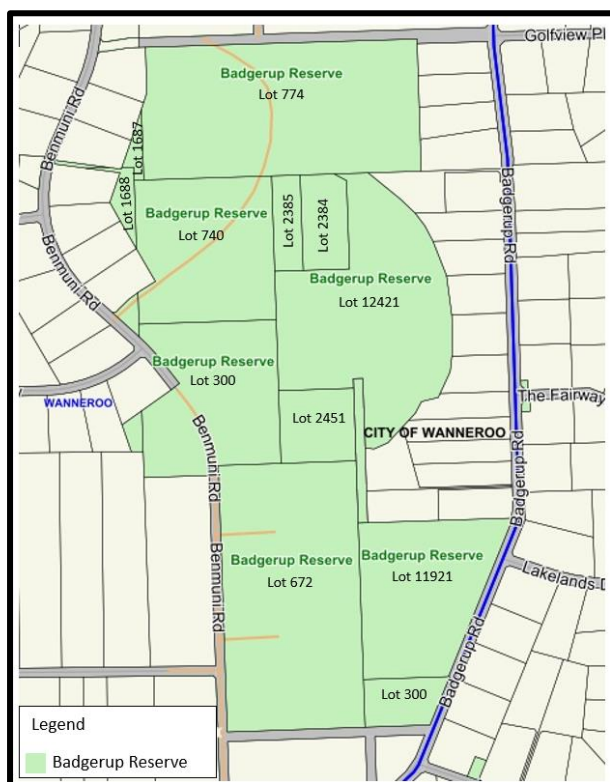 Golfview Pl
Badgerup Reserve
Lot 774
Benmuni Rd
Lot 1687
Lot 1688
Badgerup Rd
Badgerup Reserve
Lot 740
Lot 2385
Lot 2384
Badgerup Reserve
Lot 12421
Benmuni Rd
Badgerup Reserve
Lot 300
WANNEROO
The Fairway
Lot 2451
CITY OF WANNEROO
Benmuni Rd
Badgerup Rd
Benmuni Rd
Badgerup Reserve
Lot 672
Badgerup Reserve
Lot 11921
Lakelands D
Badgerup Rd
Lot 300
Legend
Badgerup Reserve